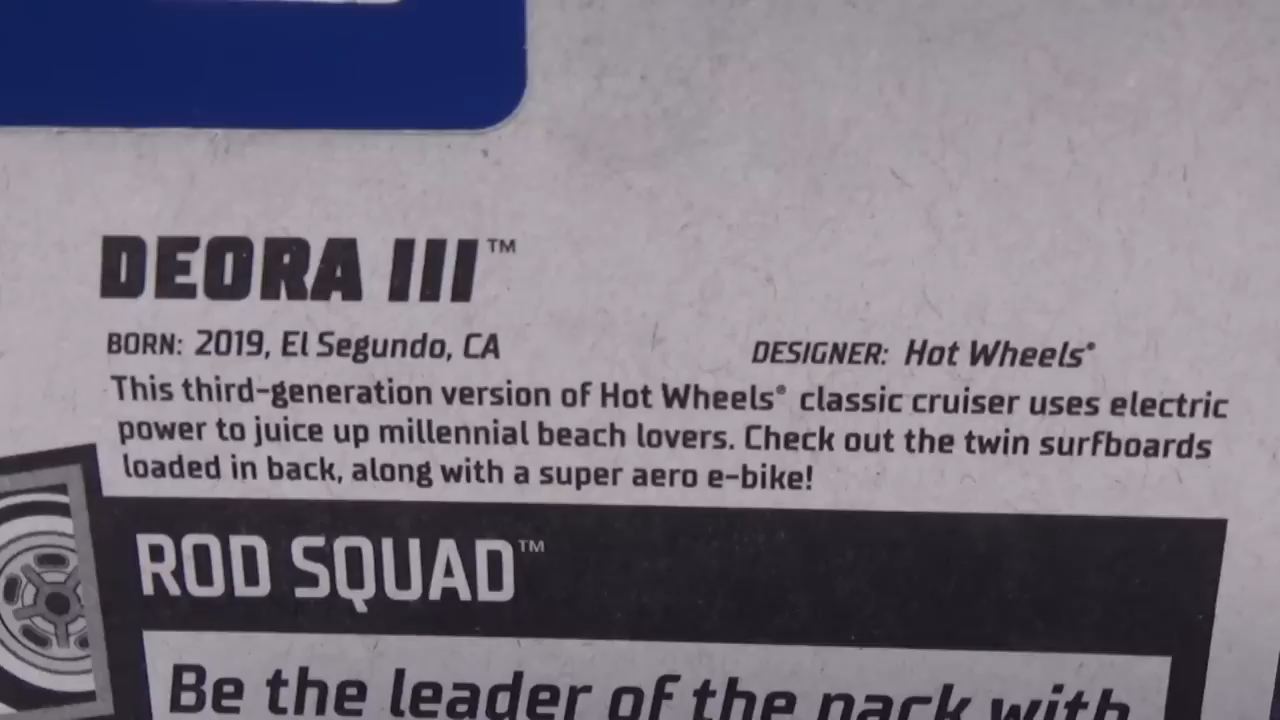 DEORA III™
BORN: 2019, El Segundo, CA DESIGNER: Hot Wheels®
This third-generation version of Hot Wheels® classic cruiser uses electric
power to juice up millennial beach lovers. Check out the twin surfboards
loaded in back, along with a super aero e-bike!
ROD SQUAD™
Be the leader of the pack with